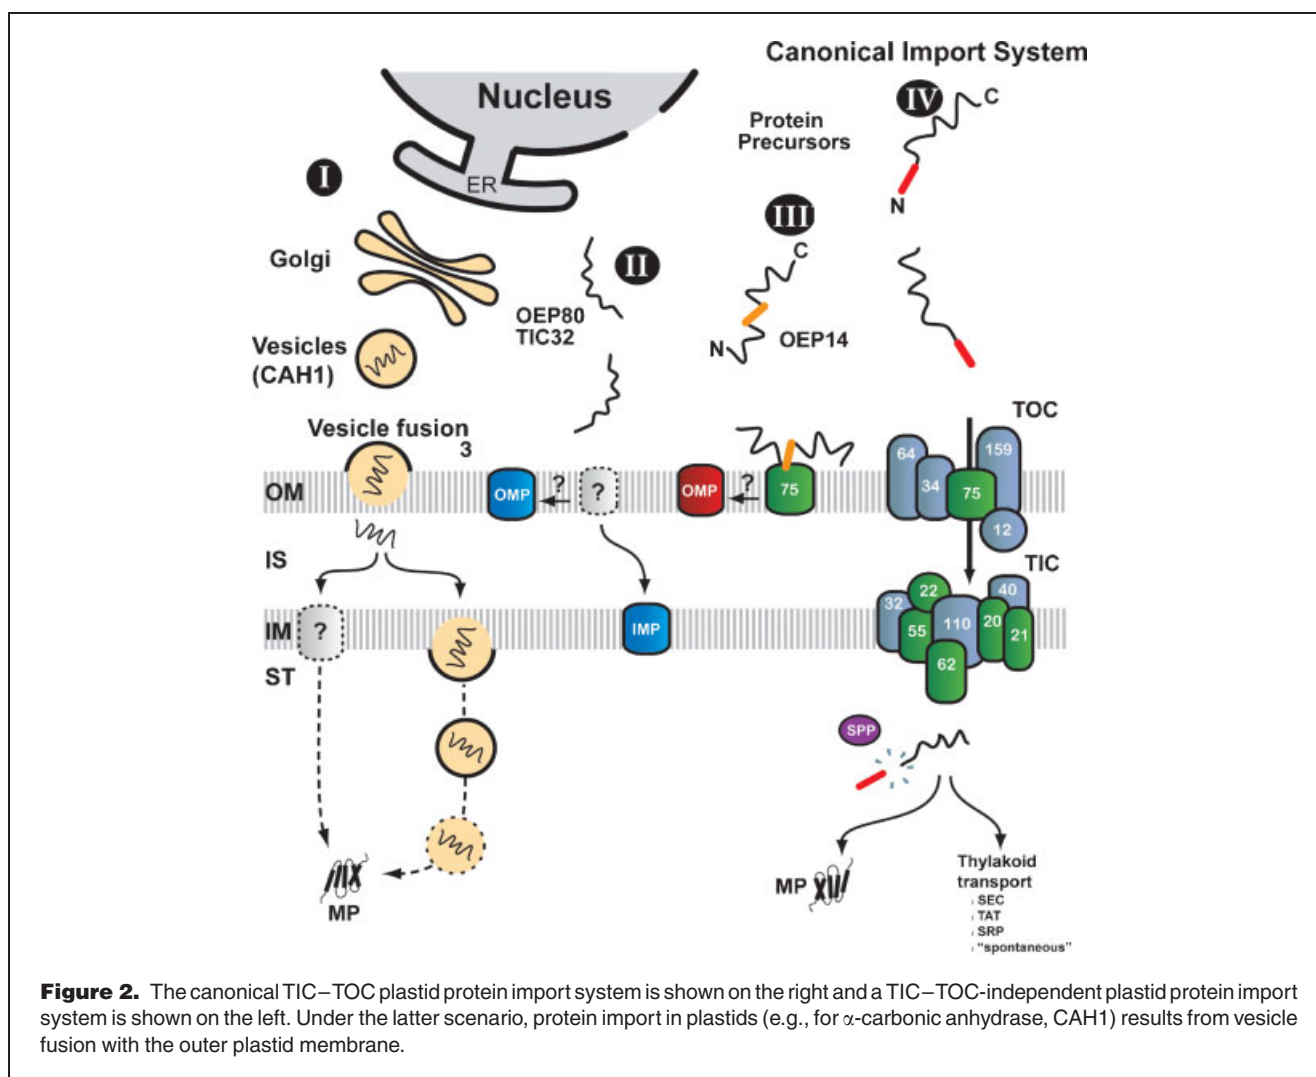 Canonical Import System
Nucleus
IV
C
Protein
Precursors
I
ER
N
III
Golgi
II
C
OEP80
TIC32
N
OEP14
Vesicles
(CAH1)
Vesicle fusion
3
TOC
64
159
OM
OMP
?
?
OMP
?
75
34
75
12
IS
TIC
32
22
40
IM
?
IMP
55
110
20
21
ST
62
SPP
MP
MP
Thylakoid
transport
SEC
TAT
SRP
"spontaneous"
Figure 2. The canonical TIC–TOC plastid protein import system is shown on the right and a TIC–TOC-independent plastid protein import
system is shown on the left. Under the latter scenario, protein import in plastids (e.g., for α-carbonic anhydrase, CAH1) results from vesicle
fusion with the outer plastid membrane.